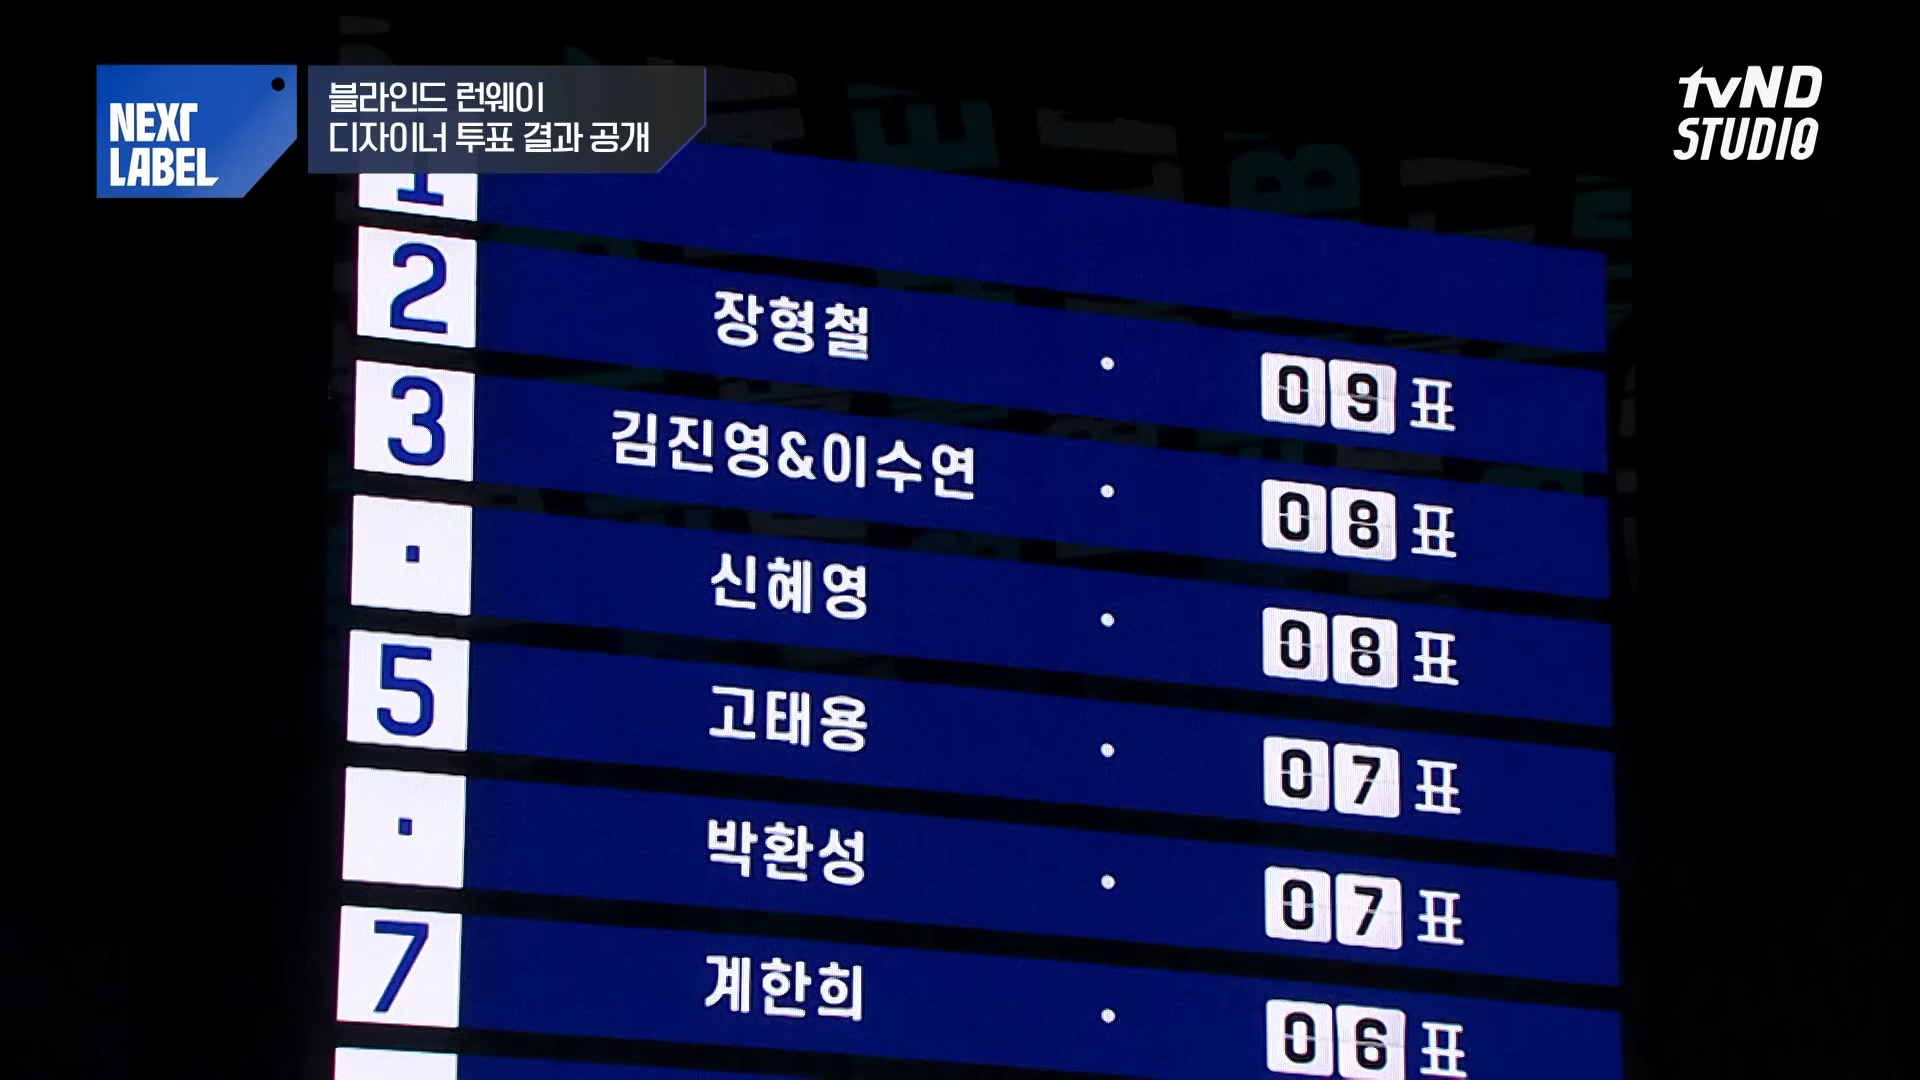 NEXT
LABEL
블라인드 런웨이
디자이너 투표 결과 공개
tvND
STUDIO
1
2 장형철 · 09표
3 김진영&이수연 · 08표
· 신혜영 · 08표
5 고태용 · 07표
· 박환성 · 07표
7 계한희 · 06표